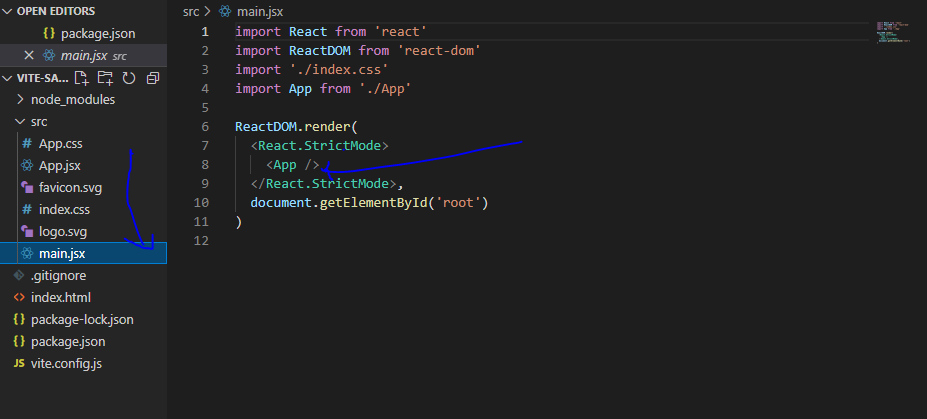 OPEN EDITORS
{} package.json
main.jsx src
VITE-SA...
node_modules
src
# App.css
App.jsx
favicon.svg
# index.css
logo.svg
main.jsx
.gitignore
<> index.html
{} package-lock.json
{} package.json
JS vite.config.js
src > main.jsx
1 import React from 'react'
2 import ReactDOM from 'react-dom'
3 import './index.css'
4 import App from './App'
5
6 ReactDOM.render(
7 <React.StrictMode>
8 <App />
9 </React.StrictMode>,
10 document.getElementById('root')
11 )
12